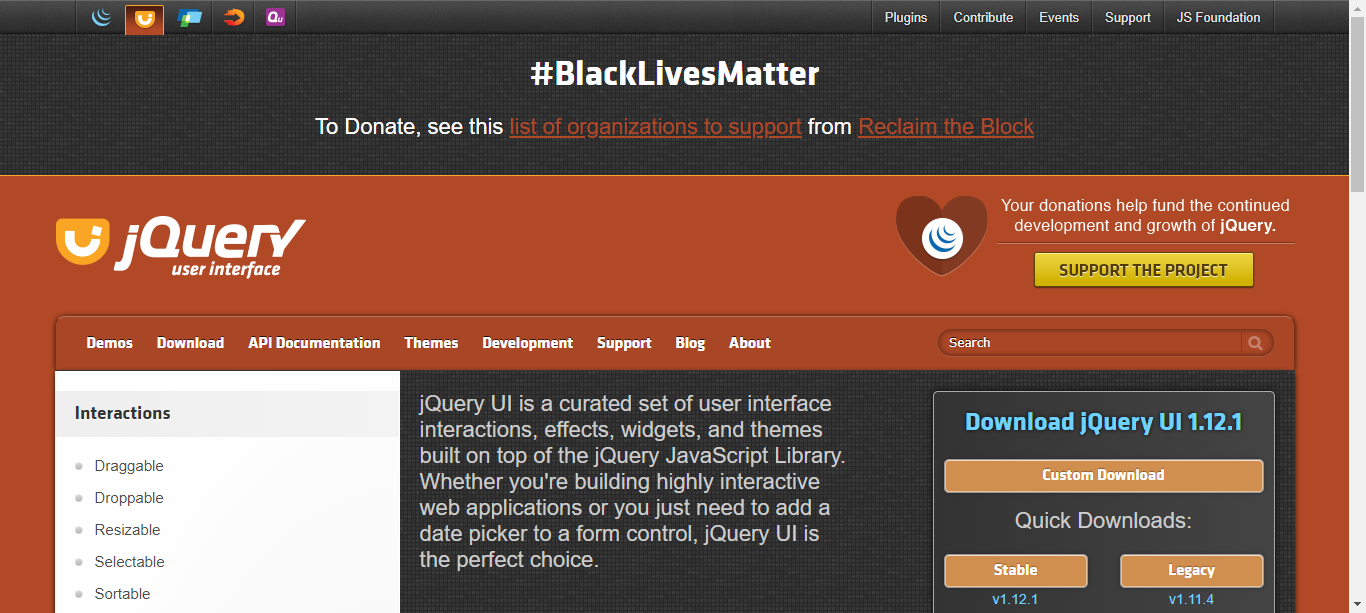 Plugins Contribute Events Support JS Foundation
#BlackLivesMatter
To Donate, see this list of organizations to support from Reclaim the Block
jQuery
user interface
Your donations help fund the continued
development and growth of jQuery.
SUPPORT THE PROJECT
Demos Download API Documentation Themes Development Support Blog About Search
Interactions
Draggable
Droppable
Resizable
Selectable
Sortable
jQuery UI is a curated set of user interface
interactions, effects, widgets, and themes
built on top of the jQuery JavaScript Library.
Whether you're building highly interactive
web applications or you just need to add a
date picker to a form control, jQuery UI is
the perfect choice.
Download jQuery UI 1.12.1
Custom Download
Quick Downloads:
Stable Legacy
v1.12.1 v1.11.4